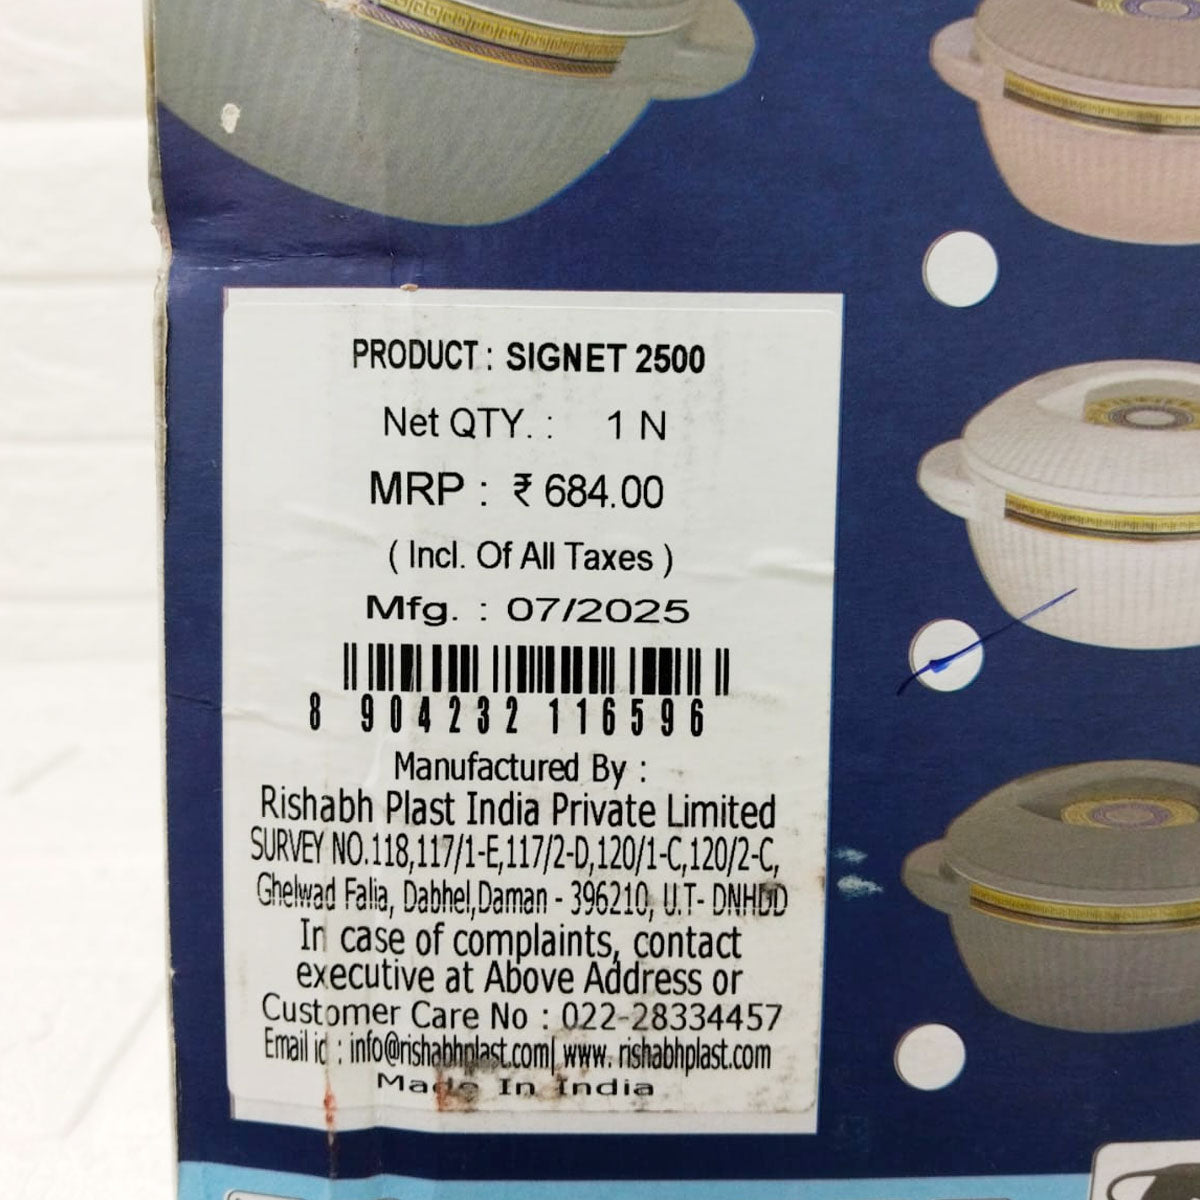 PRODUCT : SIGNET 2500
Net QTY. : 1 N
MRP : ₹ 684.00
( Incl. Of All Taxes )
Mfg. : 07/2025
8 904232 116596
Manufactured By :
Rishabh Plast India Private Limited
SURVEY NO.118,117/1-E,117/2-D,120/1-C,120/2-C,
Ghelwad Falia, Dabhel,Daman - 396210, U.T- DNHDD
In case of complaints, contact
executive at Above Address or
Customer Care No : 022-28334457
Email id : info@rishabhplast.com| www. rishabhplast.com
Made In India